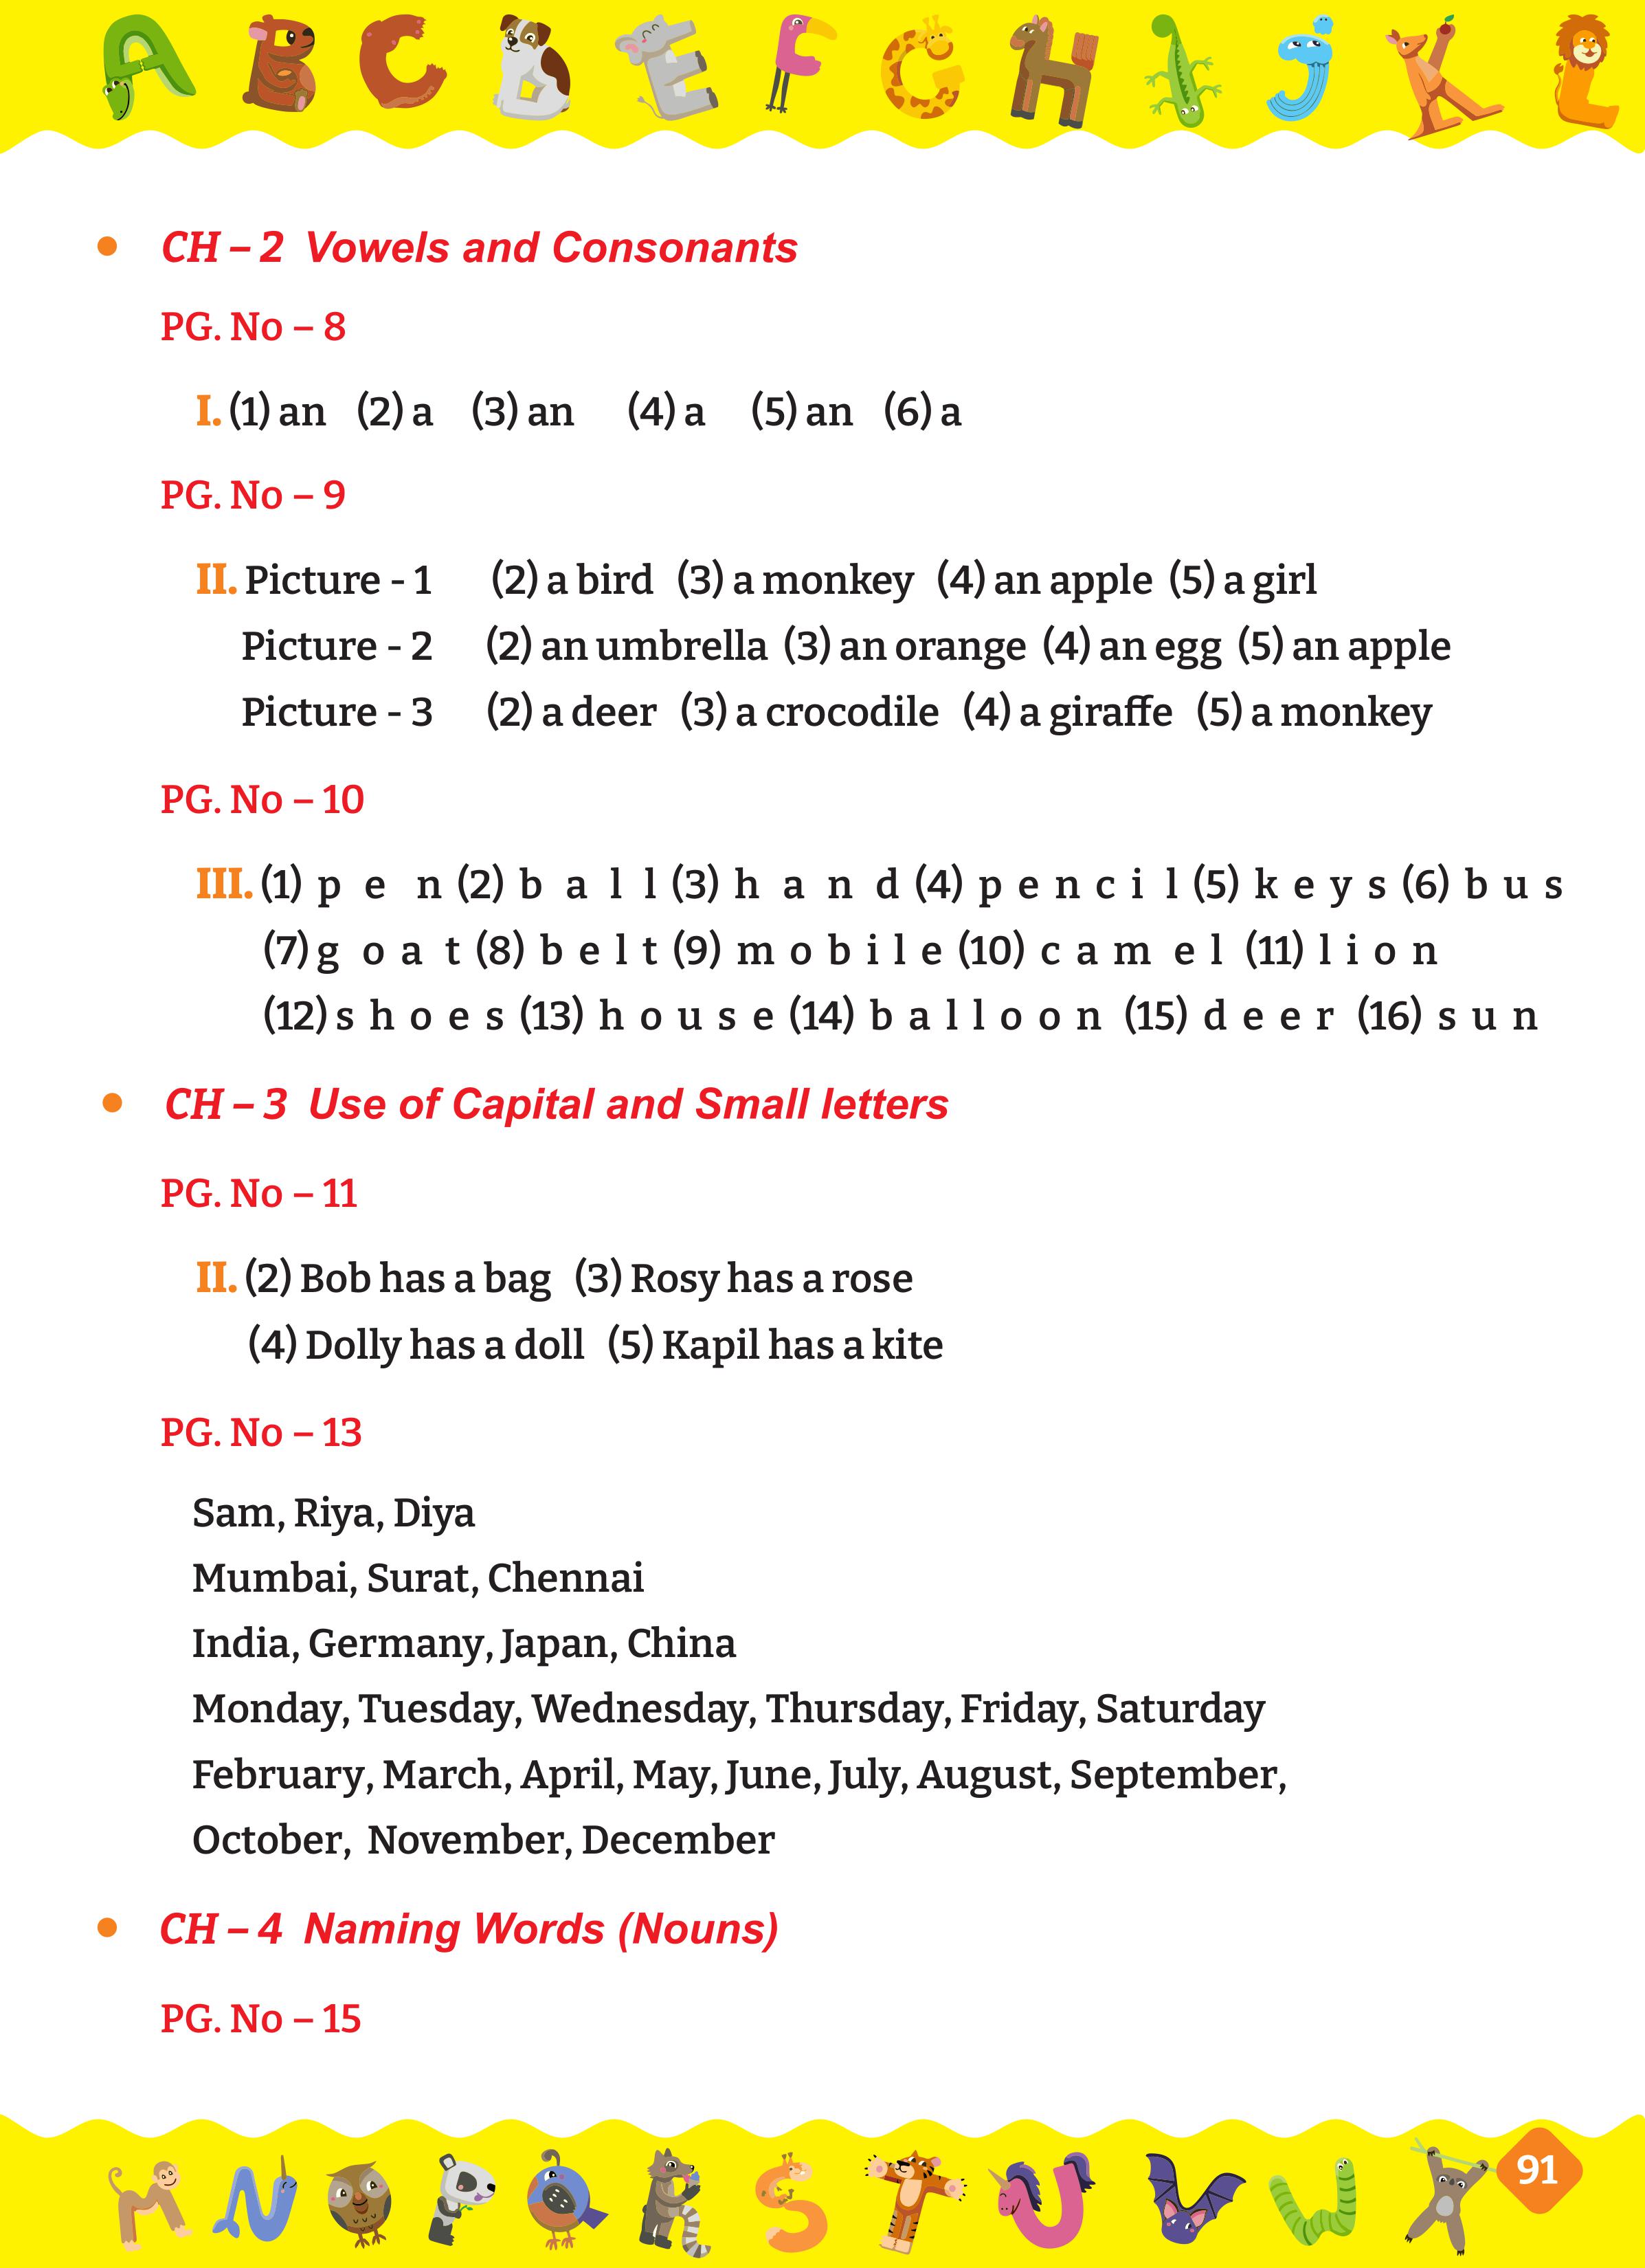 A B C D E F G H I J K L
CH – 2 Vowels and Consonants
PG. No – 8
I. (1) an (2) a (3) an (4) a (5) an (6) a
PG. No – 9
II. Picture - 1 (2) a bird (3) a monkey (4) an apple (5) a girl
Picture - 2 (2) an umbrella (3) an orange (4) an egg (5) an apple
Picture - 3 (2) a deer (3) a crocodile (4) a giraffe (5) a monkey
PG. No – 10
III. (1) p e n (2) b a l l (3) h a n d (4) p e n c i l (5) k e y s (6) b u s
(7) g o a t (8) b e l t (9) m o b i l e (10) c a m e l (11) l i o n
(12) s h o e s (13) h o u s e (14) b a l l o o n (15) d e e r (16) s u n
CH – 3 Use of Capital and Small letters
PG. No – 11
II. (2) Bob has a bag (3) Rosy has a rose
(4) Dolly has a doll (5) Kapil has a kite
PG. No – 13
Sam, Riya, Diya
Mumbai, Surat, Chennai
India, Germany, Japan, China
Monday, Tuesday, Wednesday, Thursday, Friday, Saturday
February, March, April, May, June, July, August, September,
October, November, December
CH – 4 Naming Words (Nouns)
PG. No – 15
M N O P Q R S T U V W X
91